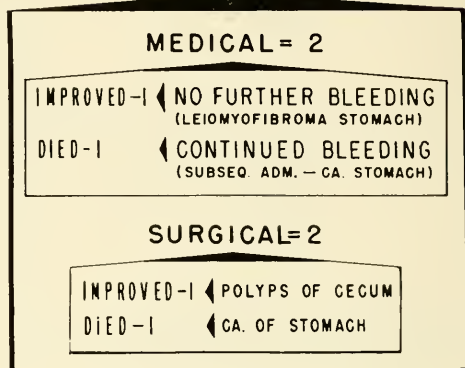 MEDICAL = 2
IMPROVED-1 NO FURTHER BLEEDING
(LEIOMYOFIBROMA STOMACH)
DIED-1 CONTINUED BLEEDING
(SUBSEQ. ADM. — CA. STOMACH)
SURGICAL = 2
IMPROVED-1 POLYPS OF CECUM
DiED-1 CA. OF STOMACH